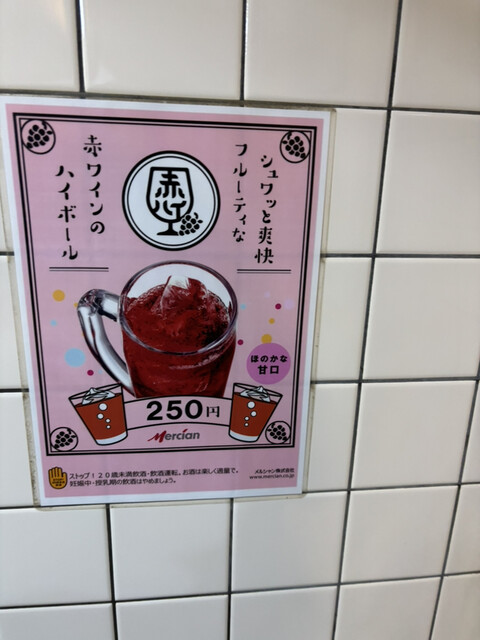 シュワッと爽快
フルーティな
赤ワインの
ハイボール
赤ハイ
ほのかな
甘口
250円
Mercian
ストップ!20歳未満飲酒・飲酒運転。お酒は楽しく適量で。
妊娠中・授乳期の飲酒はやめましょう。
メルシャン株式会社
www.mercian.co.jp